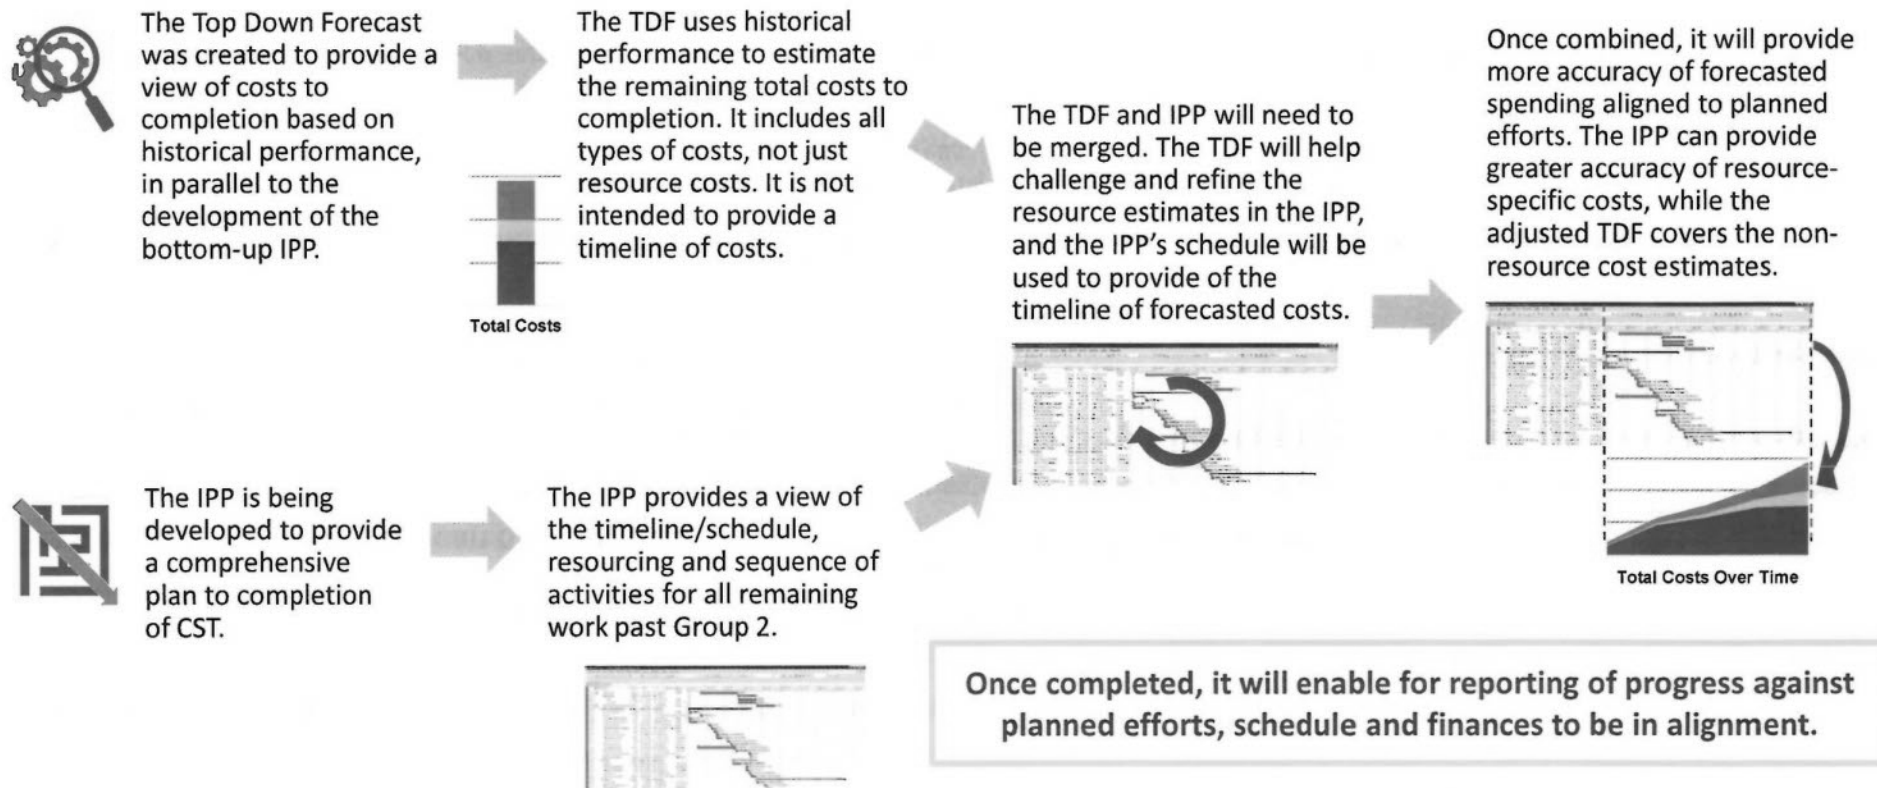 The Top Down Forecast
was created to provide a
view of costs to
completion based on
historical performance,
in parallel to the
development of the
bottom-up IPP.
The TDF uses historical
performance to estimate
the remaining total costs to
completion. It includes all
types of costs, not just
resource costs. It is not
intended to provide a
timeline of costs.
Total Costs
The IPP is being
developed to provide
a comprehensive
plan to completion
of CST.
The IPP provides a view of
the timeline/schedule,
resourcing and sequence of
activities for all remaining
work past Group 2.
The TDF and IPP will need to
be merged. The TDF will help
challenge and refine the
resource estimates in the IPP,
and the IPP's schedule will be
used to provide of the
timeline of forecasted costs.
Once combined, it will provide
more accuracy of forecasted
spending aligned to planned
efforts. The IPP can provide
greater accuracy of resource-
specific costs, while the
adjusted TDF covers the non-
resource cost estimates.
Total Costs Over Time
Once completed, it will enable for reporting of progress against
planned efforts, schedule and finances to be in alignment.